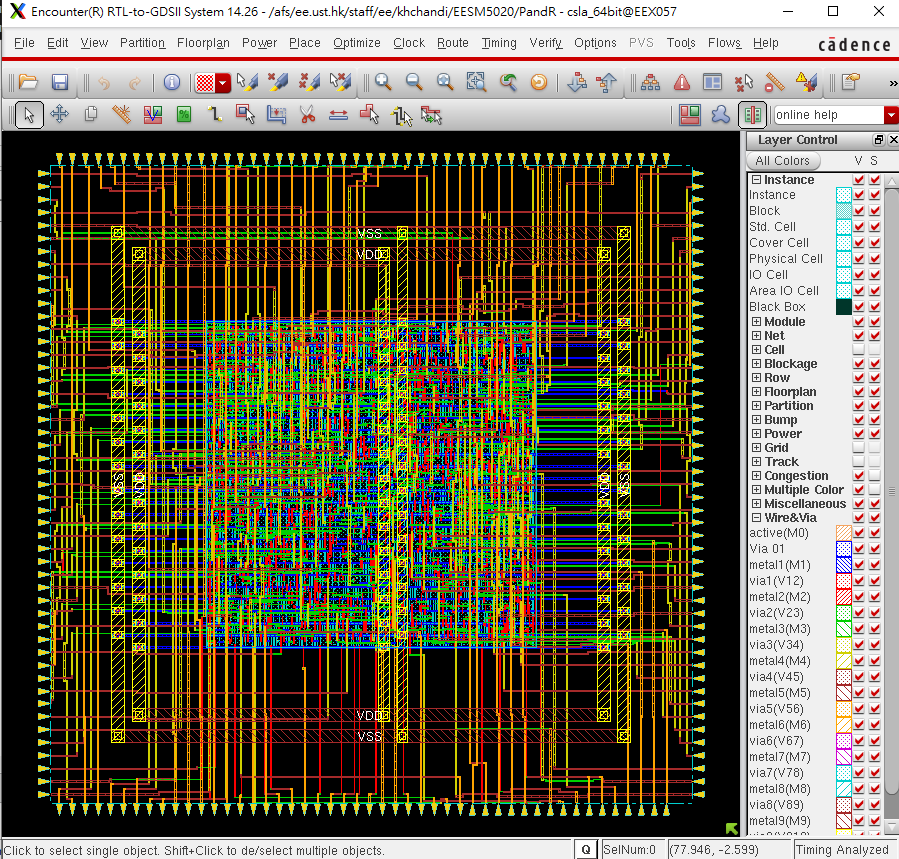 Encounter(R) RTL-to-GDSII System 14.26 - /afs/ee.ust.hk/staff/ee/khchandi/EESM5020/PandR - csla_64bit@EEX057
File Edit View Partition Floorplan Power Place Optimize Clock Route Timing Verify Options PVS Tools Flows Help cādence
»
online help
Layer Control
All Colors V S
Instance
Instance
Block
Std. Cell
Cover Cell
Physical Cell
IO Cell
Area IO Cell
Black Box
Module
Net
Cell
Blockage
Row
Floorplan
Partition
Bump
Power
Grid
Track
Congestion
Multiple Color
Miscellaneous
Wire&Via
active(M0)
Via 01
metal1(M1)
via1(V12)
metal2(M2)
via2(V23)
metal3(M3)
via3(V34)
metal4(M4)
via4(V45)
metal5(M5)
via5(V56)
metal6(M6)
via6(V67)
metal7(M7)
via7(V78)
metal8(M8)
via8(V89)
metal9(M9)
VSS
VDD
VSS
VDD
VSS
Click to select single object. Shift+Click to de/select multiple objects. Q SelNum:0 (77.946, -2.599) Timing Analyzed